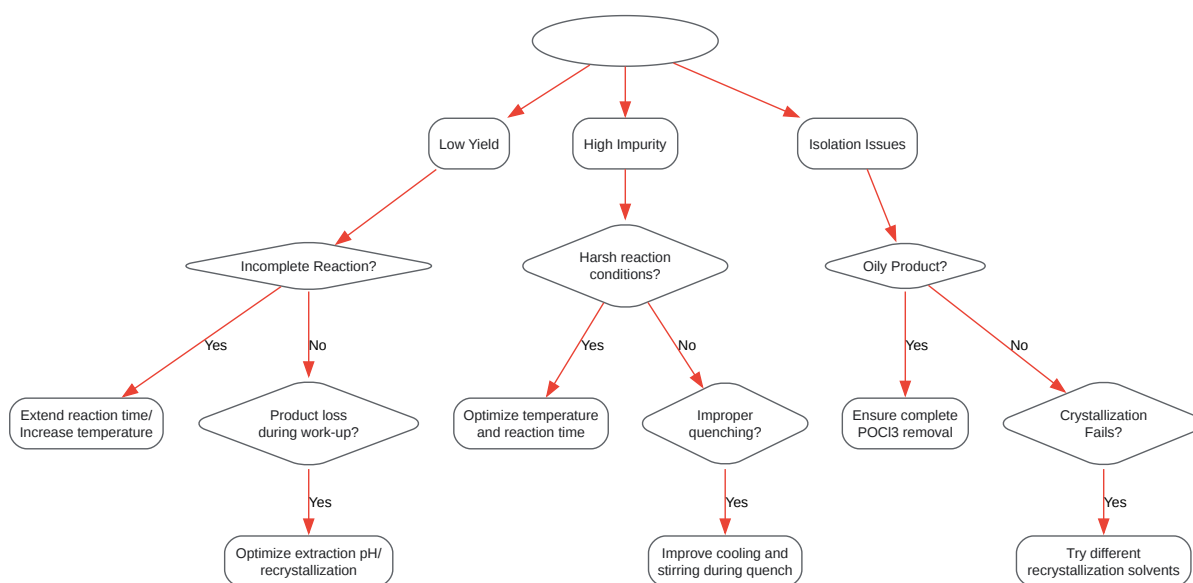 Low Yield
High Impurity
Isolation Issues
Incomplete Reaction?
Harsh reaction
conditions?
Oily Product?
Yes
No
Yes
No
Yes
No
Extend reaction time/
Increase temperature
Product loss
during work-up?
Optimize temperature
and reaction time
Improper
quenching?
Ensure complete
POCl3 removal
Crystallization
Fails?
Yes
Yes
Yes
Optimize extraction pH/
recrystallization
Improve cooling and
stirring during quench
Try different
recrystallization solvents